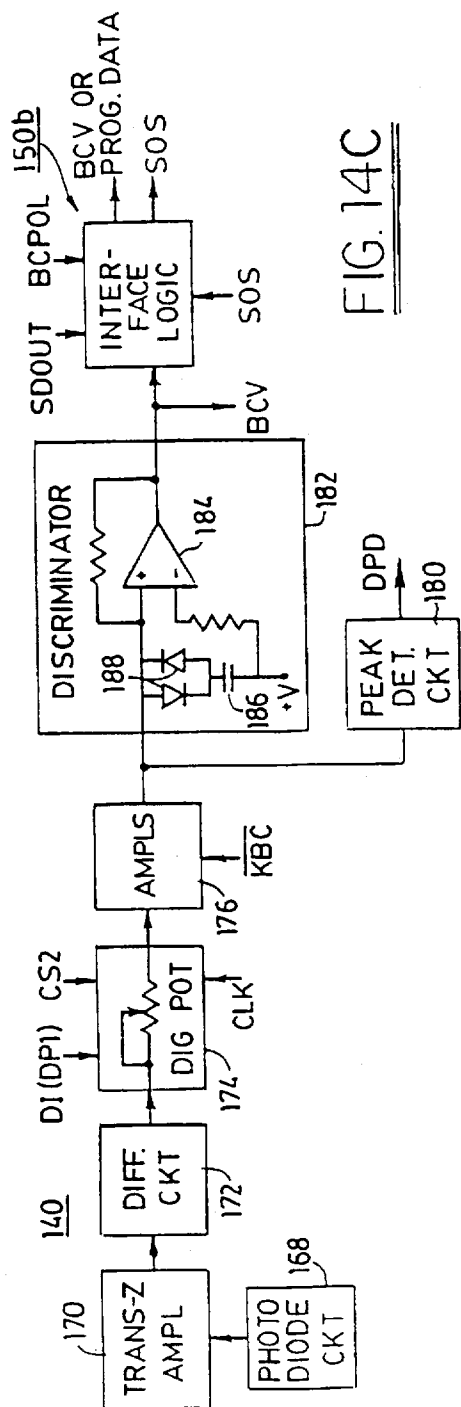 140
170
TRANS-Z
AMPL
PHOTO
DIODE
CKT
168
DIFF.
CKT
172
DI(DP1)
CS2
DIG POT
174
CLK
AMPLS
176
KBC
DISCRIMINATOR
188
186
+V
+
-
184
182
PEAK
DET.
CKT
180
DPD
BCV
SDOUT
BCPOL
150b
INTER-
FACE
LOGIC
SOS
BCV OR
PROG. DATA
SOS
FIG. 14C